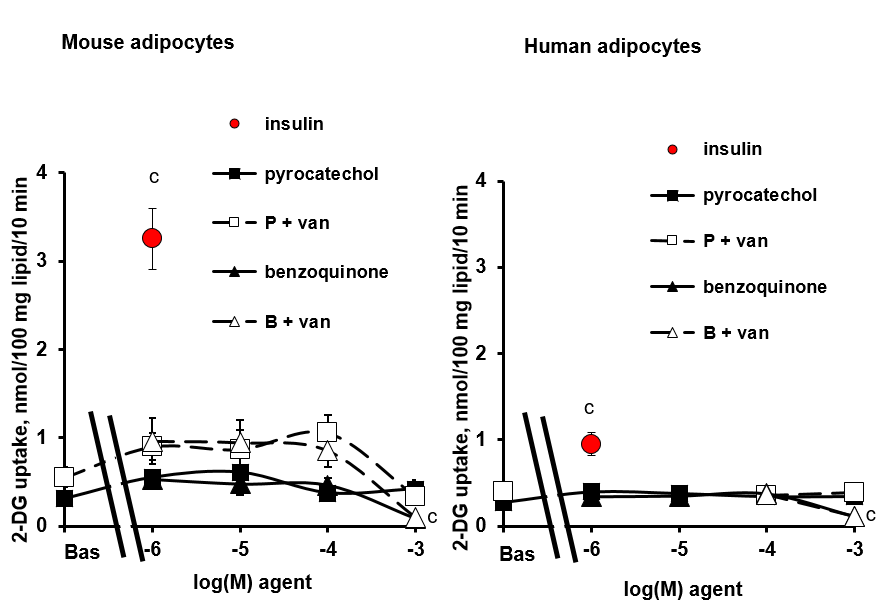 Mouse adipocytes
insulin
pyrocatechol
P + van
benzoquinone
B + van
2-DG uptake, nmol/100 mg lipid/10 min
4
3
2
1
0
C
C
Bas
-6
-5
-4
-3
log(M) agent
Human adipocytes
insulin
pyrocatechol
P + van
benzoquinone
B + van
2-DG uptake, nmol/100 mg lipid/10 min
4
3
2
1
0
C
C
Bas
-6
-5
-4
-3
log(M) agent